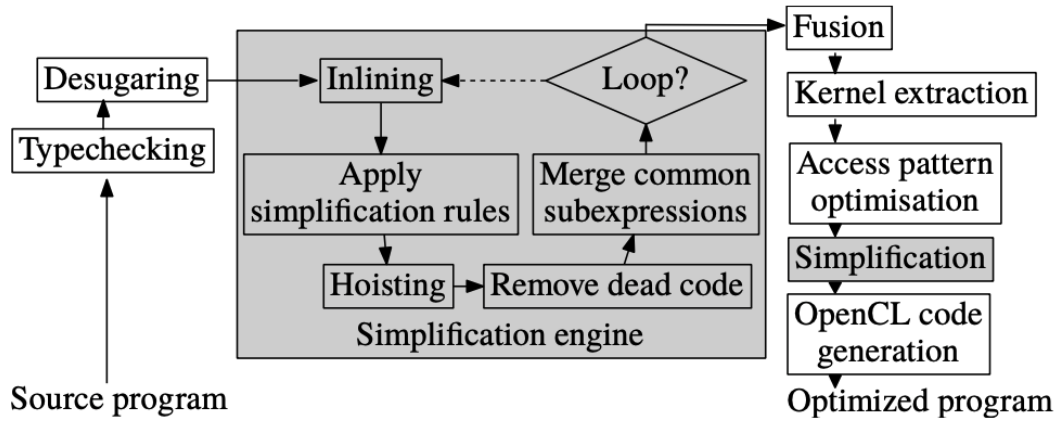 Source program
Typechecking
Desugaring
Inlining
Apply
simplification rules
Hoisting
Remove dead code
Merge common
subexpressions
Loop?
Simplification engine
Fusion
Kernel extraction
Access pattern
optimisation
Simplification
OpenCL code
generation
Optimized program